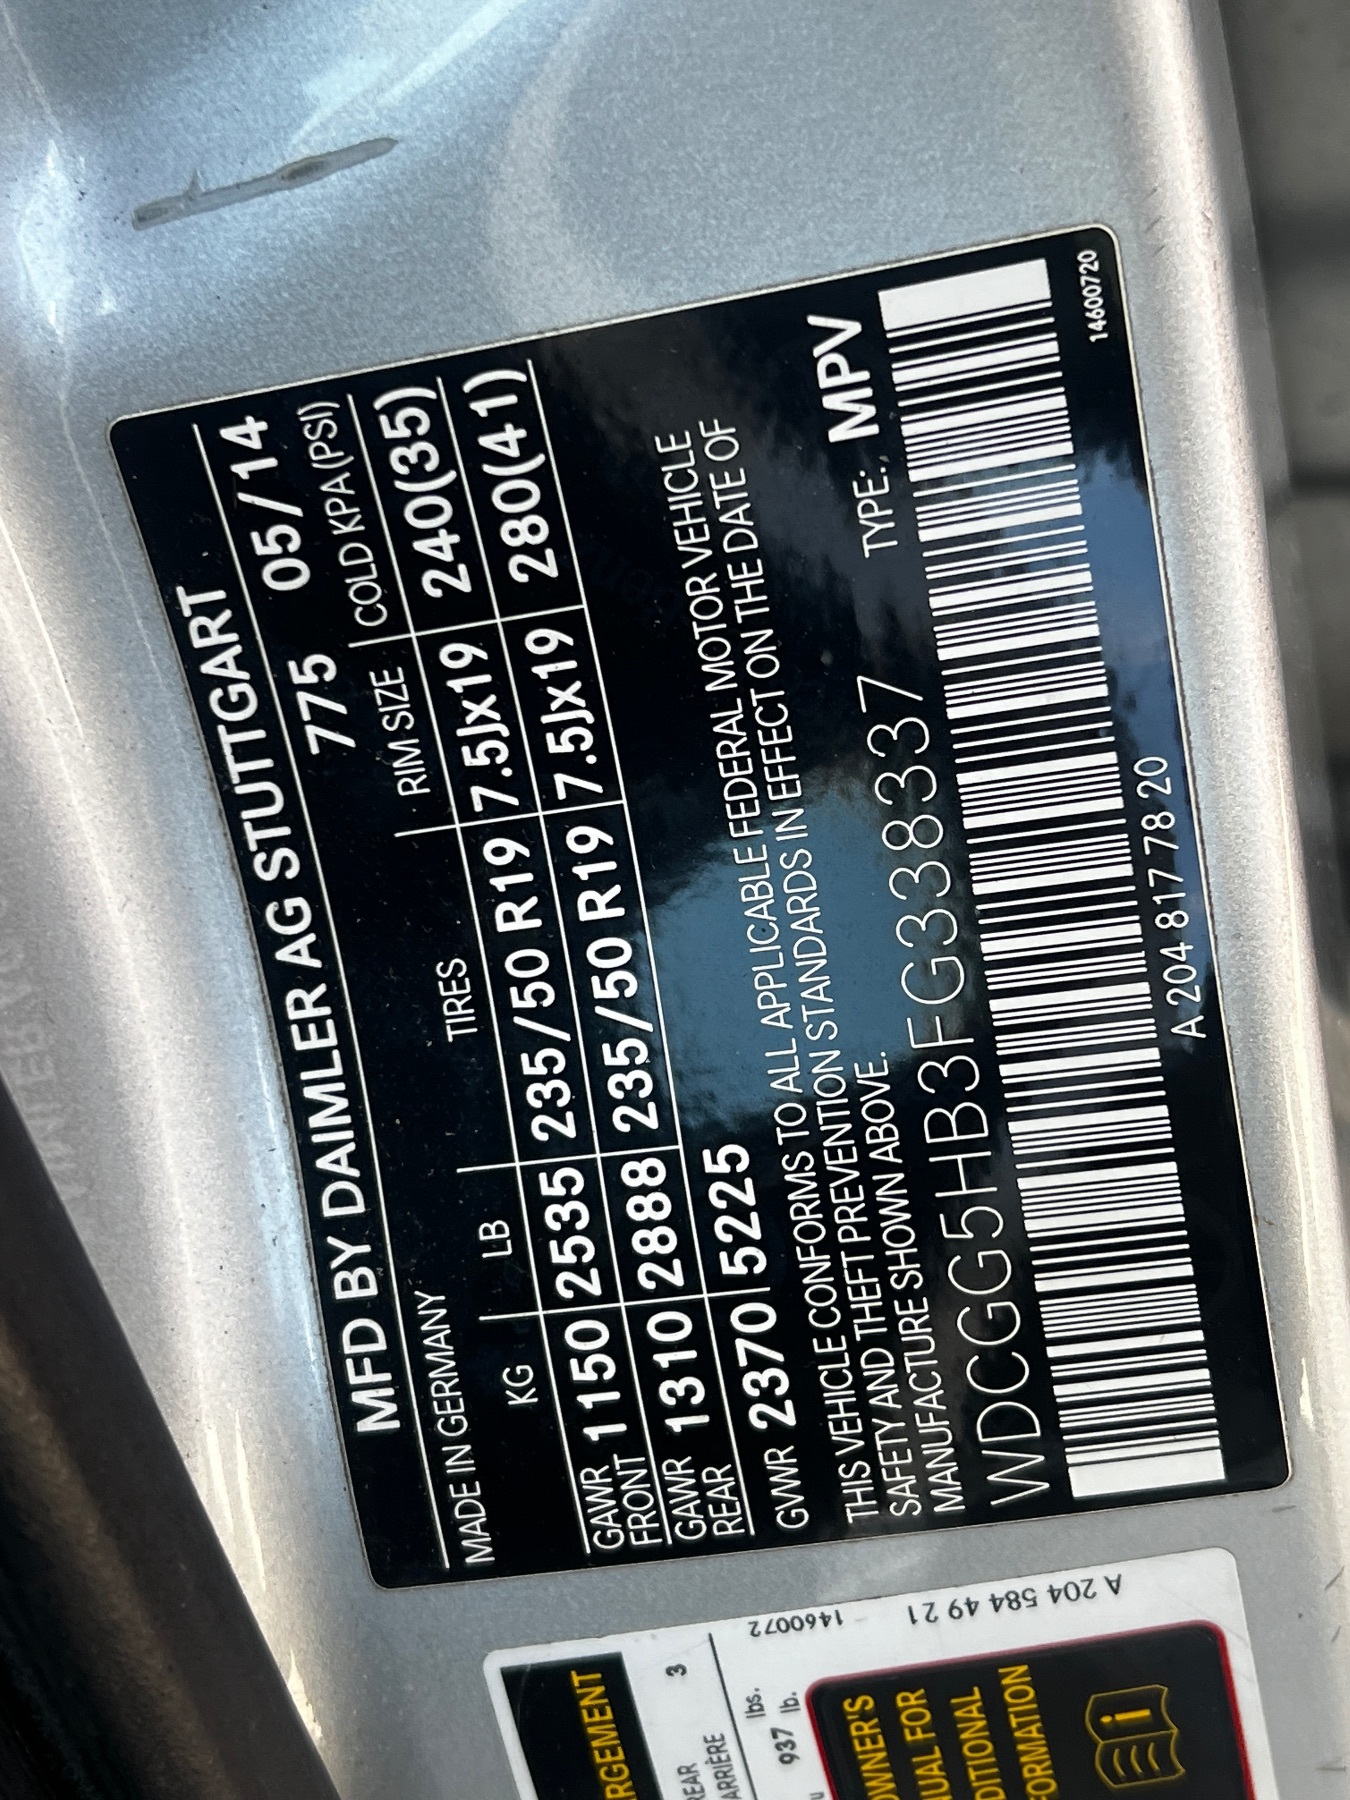 MFD BY DAIMLER AG STUTTGART
MADE IN GERMANY 775 05/14
KG LB TIRES RIM SIZE COLD KPA(PSI)
GAWR FRONT 1150 2535 235/50 R19 7.5Jx19 240(35)
GAWR REAR 1310 2888 235/50 R19 7.5Jx19 280(41)
GVWR 2370 5225
THIS VEHICLE CONFORMS TO ALL APPLICABLE FEDERAL MOTOR VEHICLE
SAFETY AND THEFT PREVENTION STANDARDS IN EFFECT ON THE DATE OF
MANUFACTURE SHOWN ABOVE.
WDCGG5HB3FG338337 TYPE: MPV
A 204 817 78 20
14600720
RGEMENT
REAR 3
ARRIÈRE
lbs.
937 lb.
1460072
A 204 584 49 21
OWNER'S
UAL FOR
DITIONAL
FORMATION
i